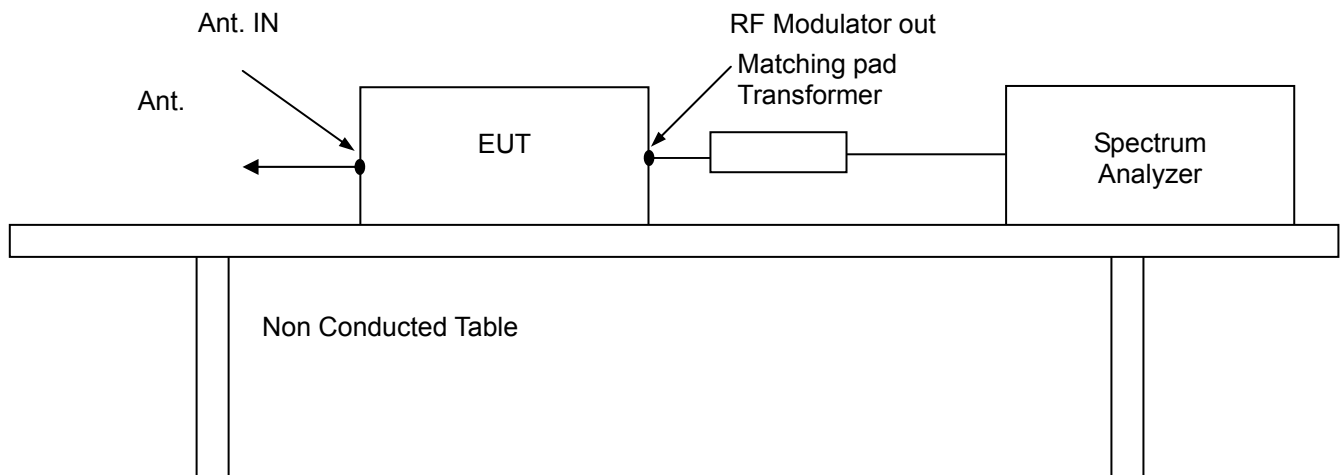 Ant. IN
RF Modulator out
Matching pad
Transformer
Ant.
EUT
Spectrum
Analyzer
Non Conducted Table